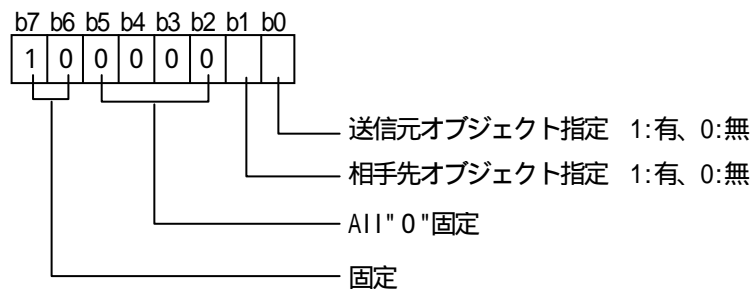 b7 b6 b5 b4 b3 b2 b1 b0
1 0 0 0 0 0
送信元オブジェクト指定 1:有、0:無
相手先オブジェクト指定 1:有、0:無
All"0"固定
固定